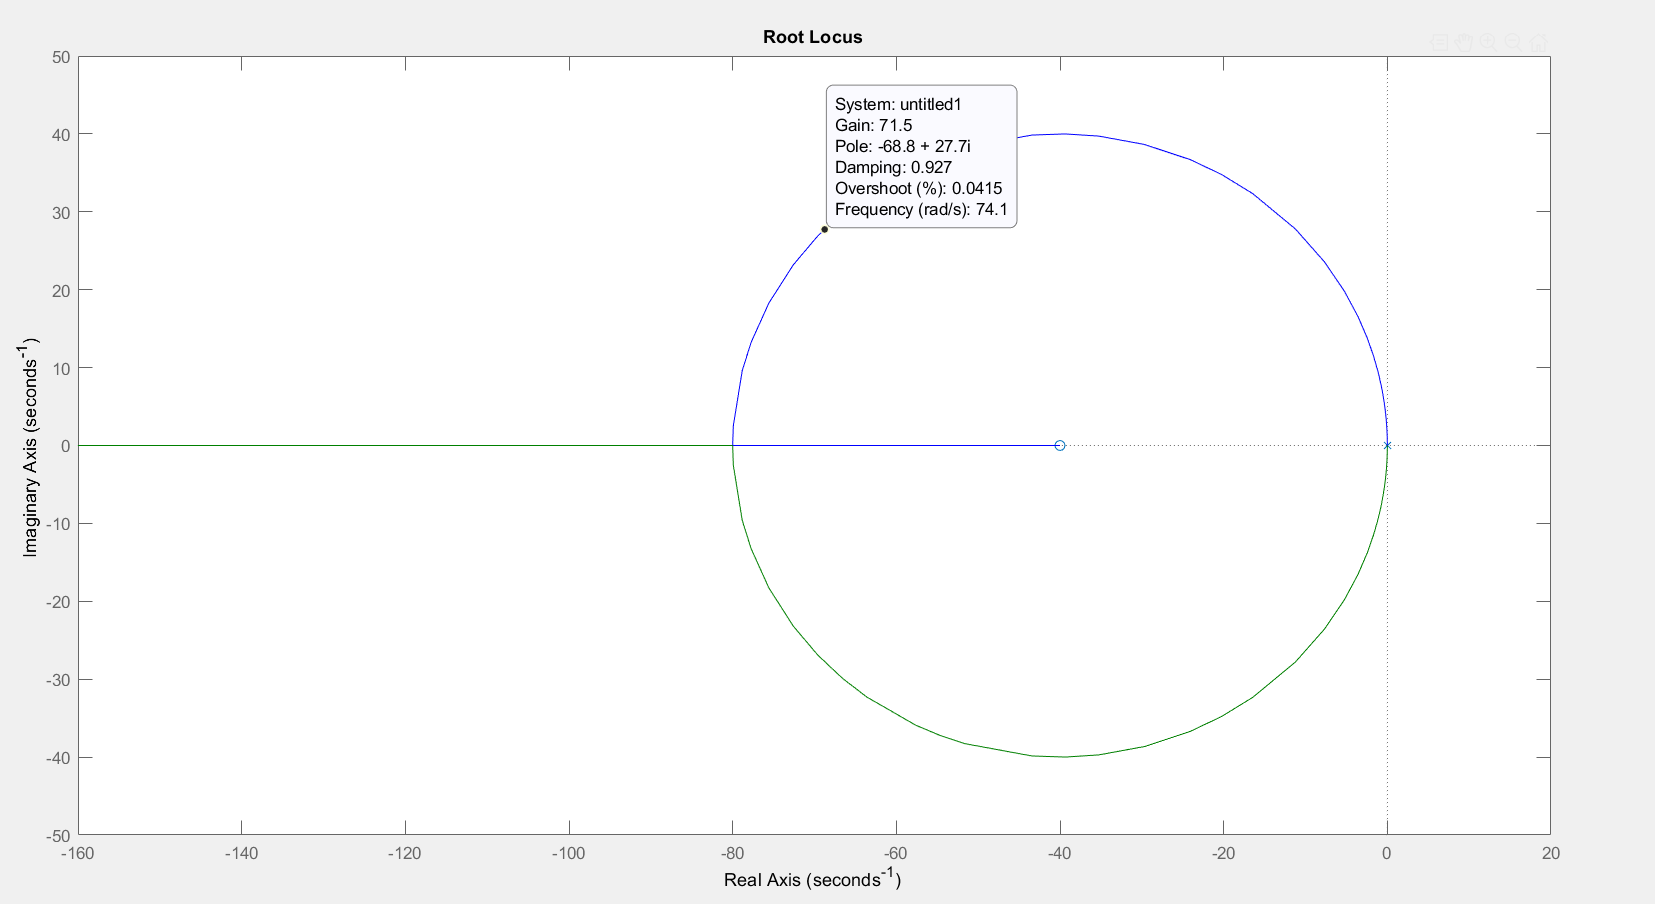 Root Locus
System: untitled1
Gain: 71.5
Pole: -68.8 + 27.7i
Damping: 0.927
Overshoot (%): 0.0415
Frequency (rad/s): 74.1
50
40
30
20
10
0
-10
-20
-30
-40
-50
Imaginary Axis (seconds⁻¹)
-160 -140 -120 -100 -80 -60 -40 -20 0 20
Real Axis (seconds⁻¹)